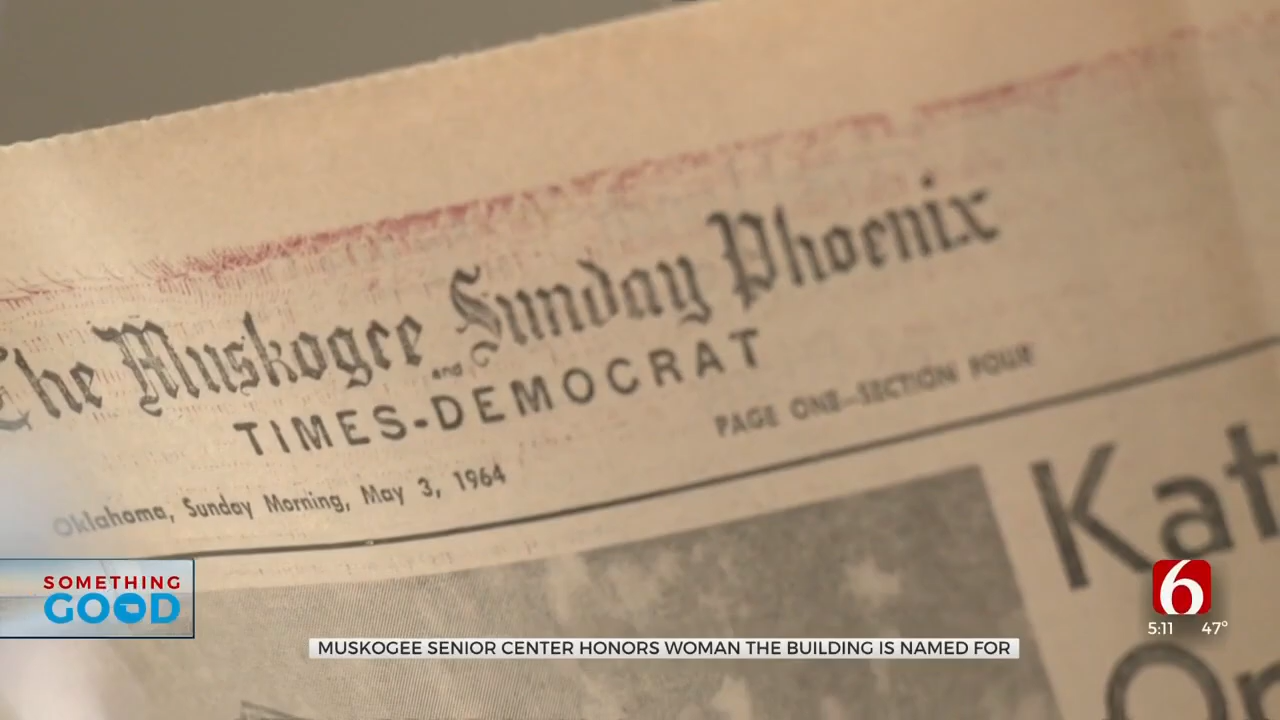 The Muskogee Sunday Phoenix
and
TIMES-DEMOCRAT
PAGE ONE—SECTION FOUR
Oklahoma, Sunday Morning, May 3, 1964
Kat
On
SOMETHING
GOOD
6
5:11 47°
MUSKOGEE SENIOR CENTER HONORS WOMAN THE BUILDING IS NAMED FOR